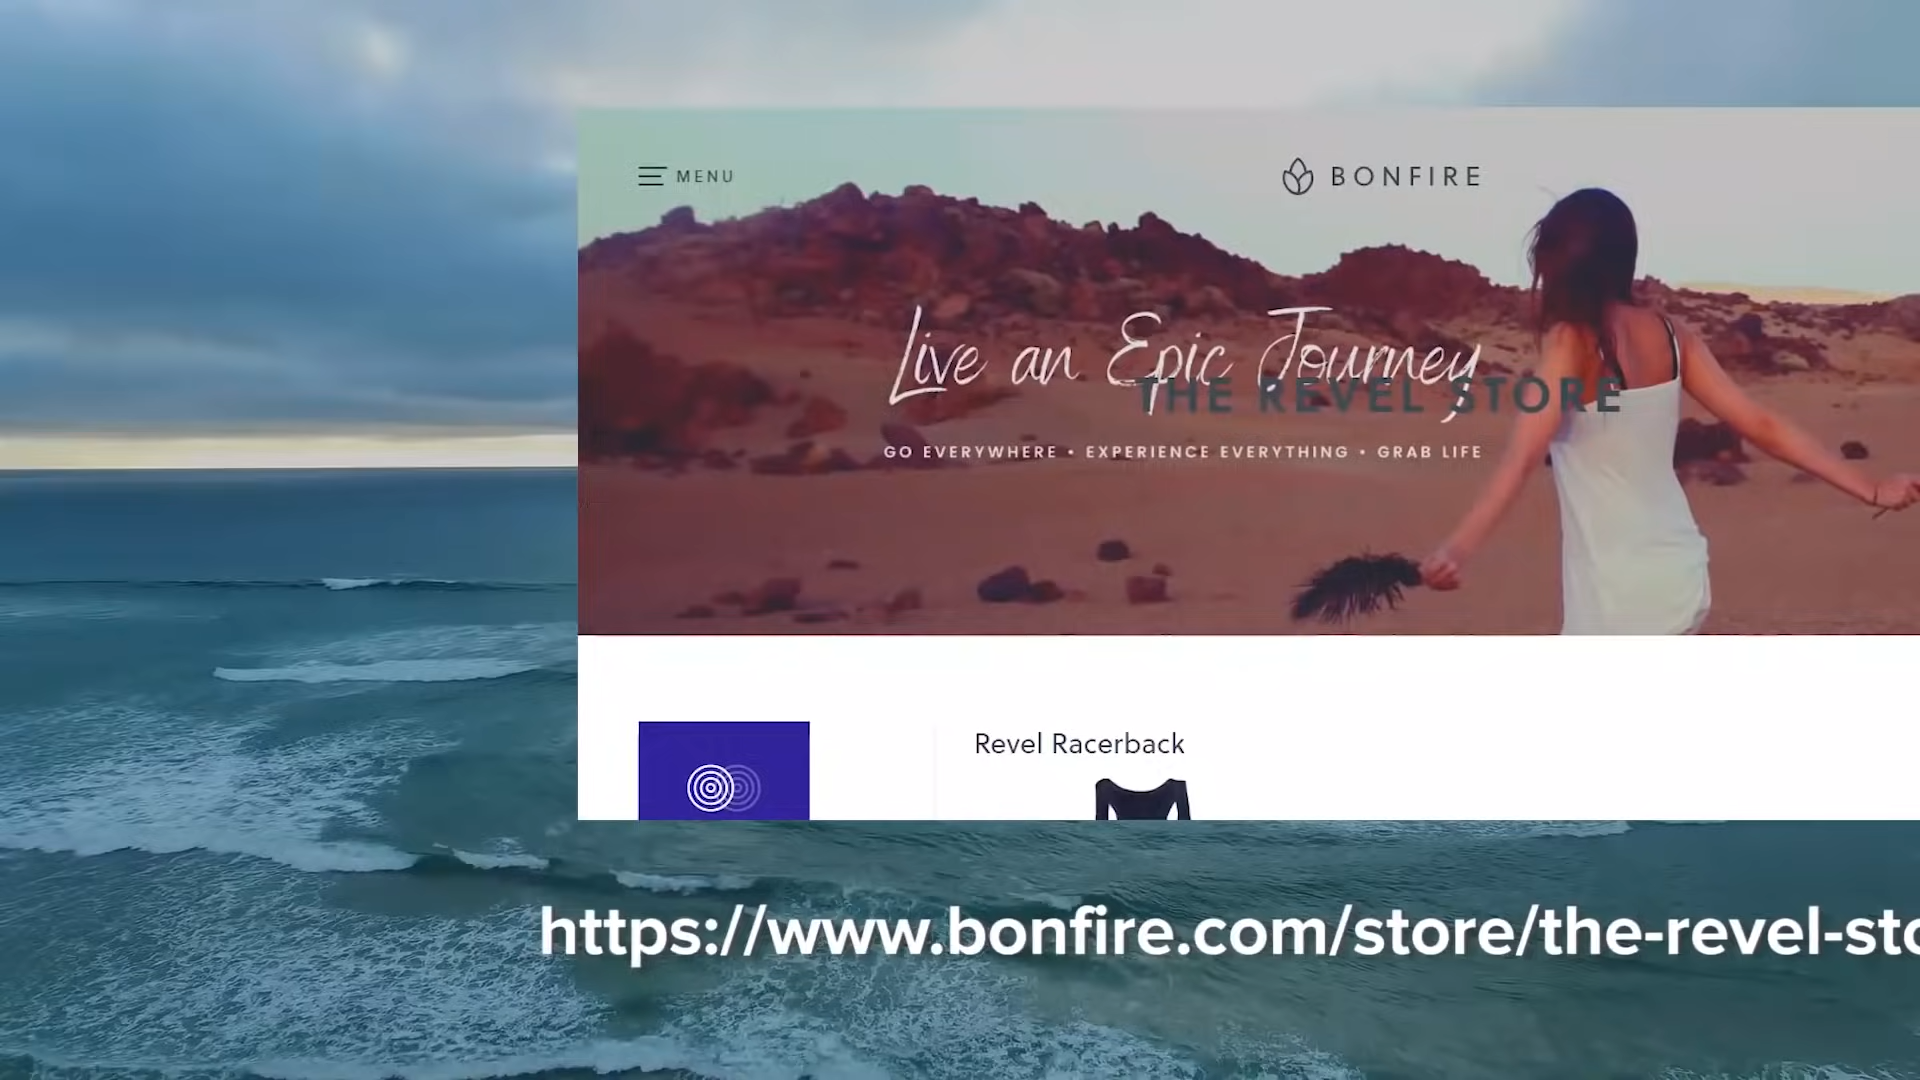 MENU
BONFIRE
Live an Epic Journey
THE REVEL STORE
GO EVERYWHERE • EXPERIENCE EVERYTHING • GRAB LIFE
Revel Racerback
https://www.bonfire.com/store/the-revel-sto